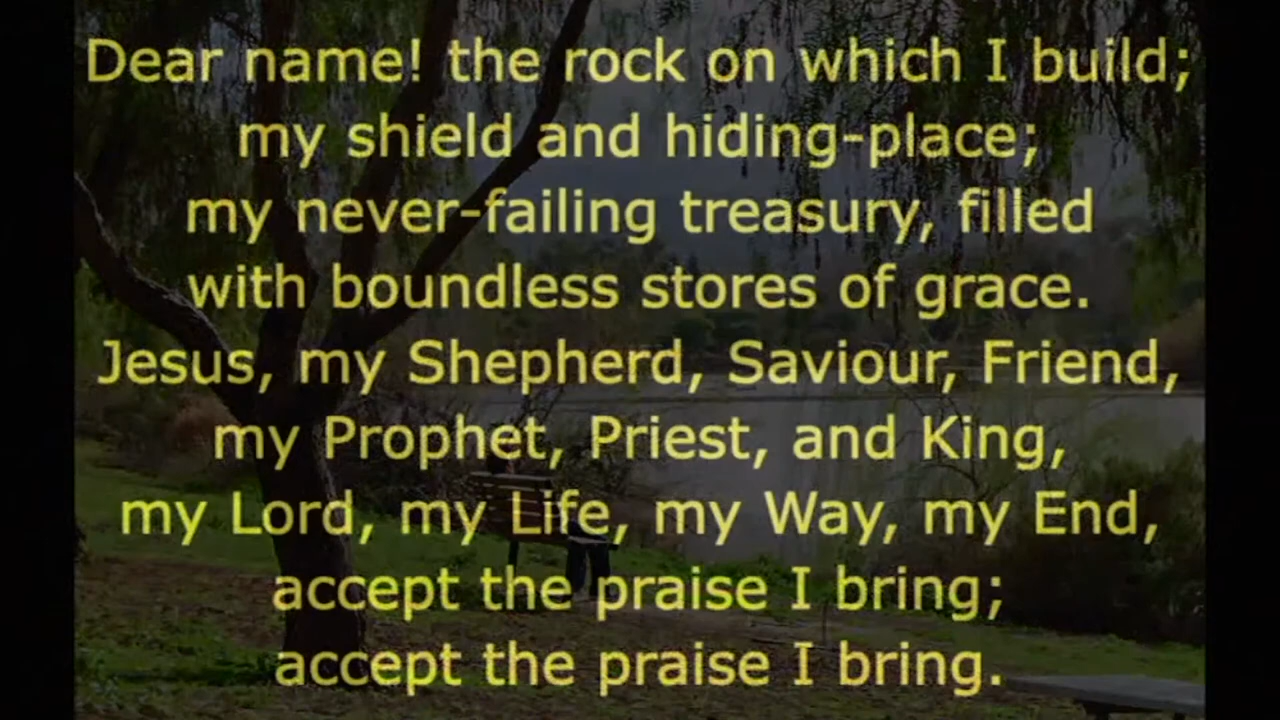 Dear name! the rock on which I build;
my shield and hiding-place;
my never-failing treasury, filled
with boundless stores of grace.
Jesus, my Shepherd, Saviour, Friend,
my Prophet, Priest, and King,
my Lord, my Life, my Way, my End,
accept the praise I bring;
accept the praise I bring.